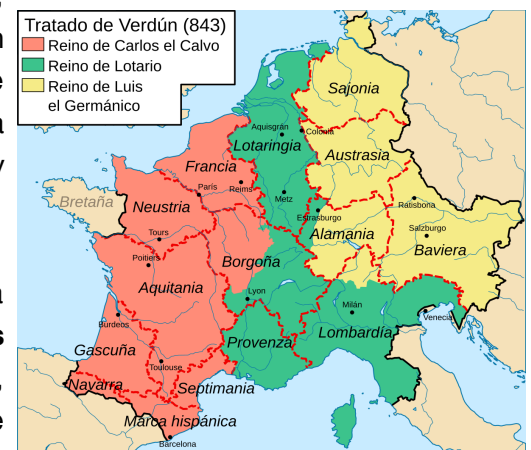 Tratado de Verdún (843)
Reino de Carlos el Calvo
Reino de Lotario
Reino de Luis
el Germánico
Sajonia
Aquisgrán
Colonia
Lotaringia
Austrasia
Francia
París
Reims
Metz
Bretaña
Neustria
Estrasburgo
Ratisbona
Salzburgo
Tours
Alamania
Baviera
Poitiers
Borgoña
Aquitania
Lyon
Milán
Venecia
Burdeos
Lombardía
Provenza
Gascuña
Toulouse
Navarra
Septimania
Marca hispánica
Barcelona